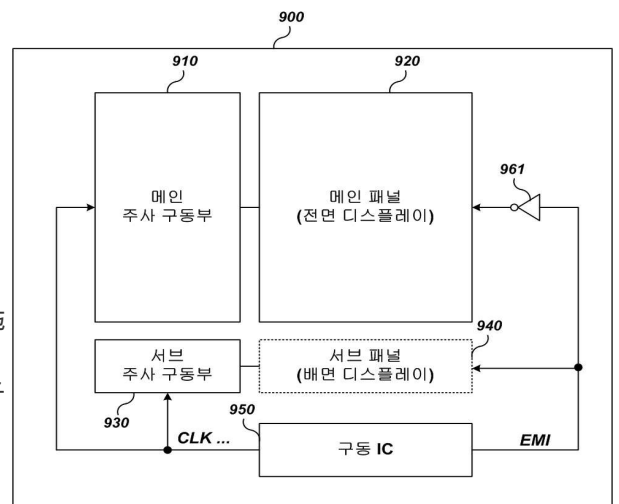 900
910
920
메인
주사 구동부
메인 패널
(전면 디스플레이)
961
서브
주사 구동부
서브 패널
(배면 디스플레이)
940
930
950
CLK ...
구동 IC
EMI